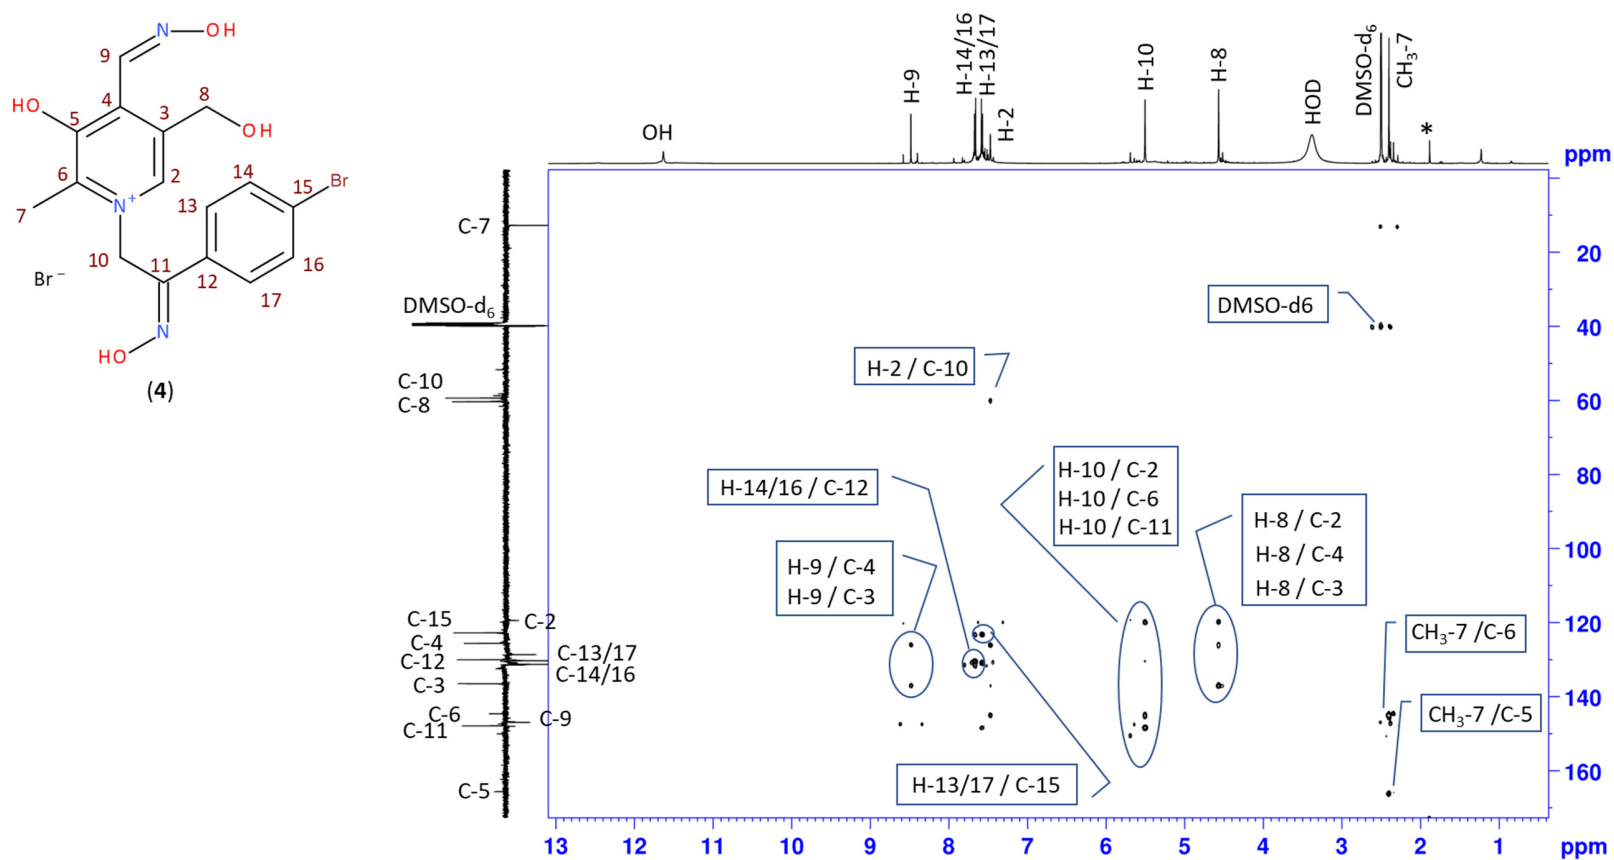 N
OH
9
HO
8
4
3
5
OH
6
2
14
Br
15
N+
13
7
10
11
16
12
Br−
17
N
HO
(4)
OH
H-9
H-14/16
H-13/17
H-2
H-10
H-8
HOD
DMSO-d6
CH3-7
*
ppm
C-7
DMSO-d6
C-10
C-8
C-15
C-2
C-4
C-13/17
C-12
C-14/16
C-3
C-6
C-9
C-11
C-5
DMSO-d6
H-2 / C-10
H-14/16 / C-12
H-10 / C-2
H-10 / C-6
H-10 / C-11
H-8 / C-2
H-8 / C-4
H-8 / C-3
H-9 / C-4
H-9 / C-3
CH3-7 /C-6
CH3-7 /C-5
H-13/17 / C-15
20
40
60
80
100
120
140
160
13 12 11 10 9 8 7 6 5 4 3 2 1 ppm